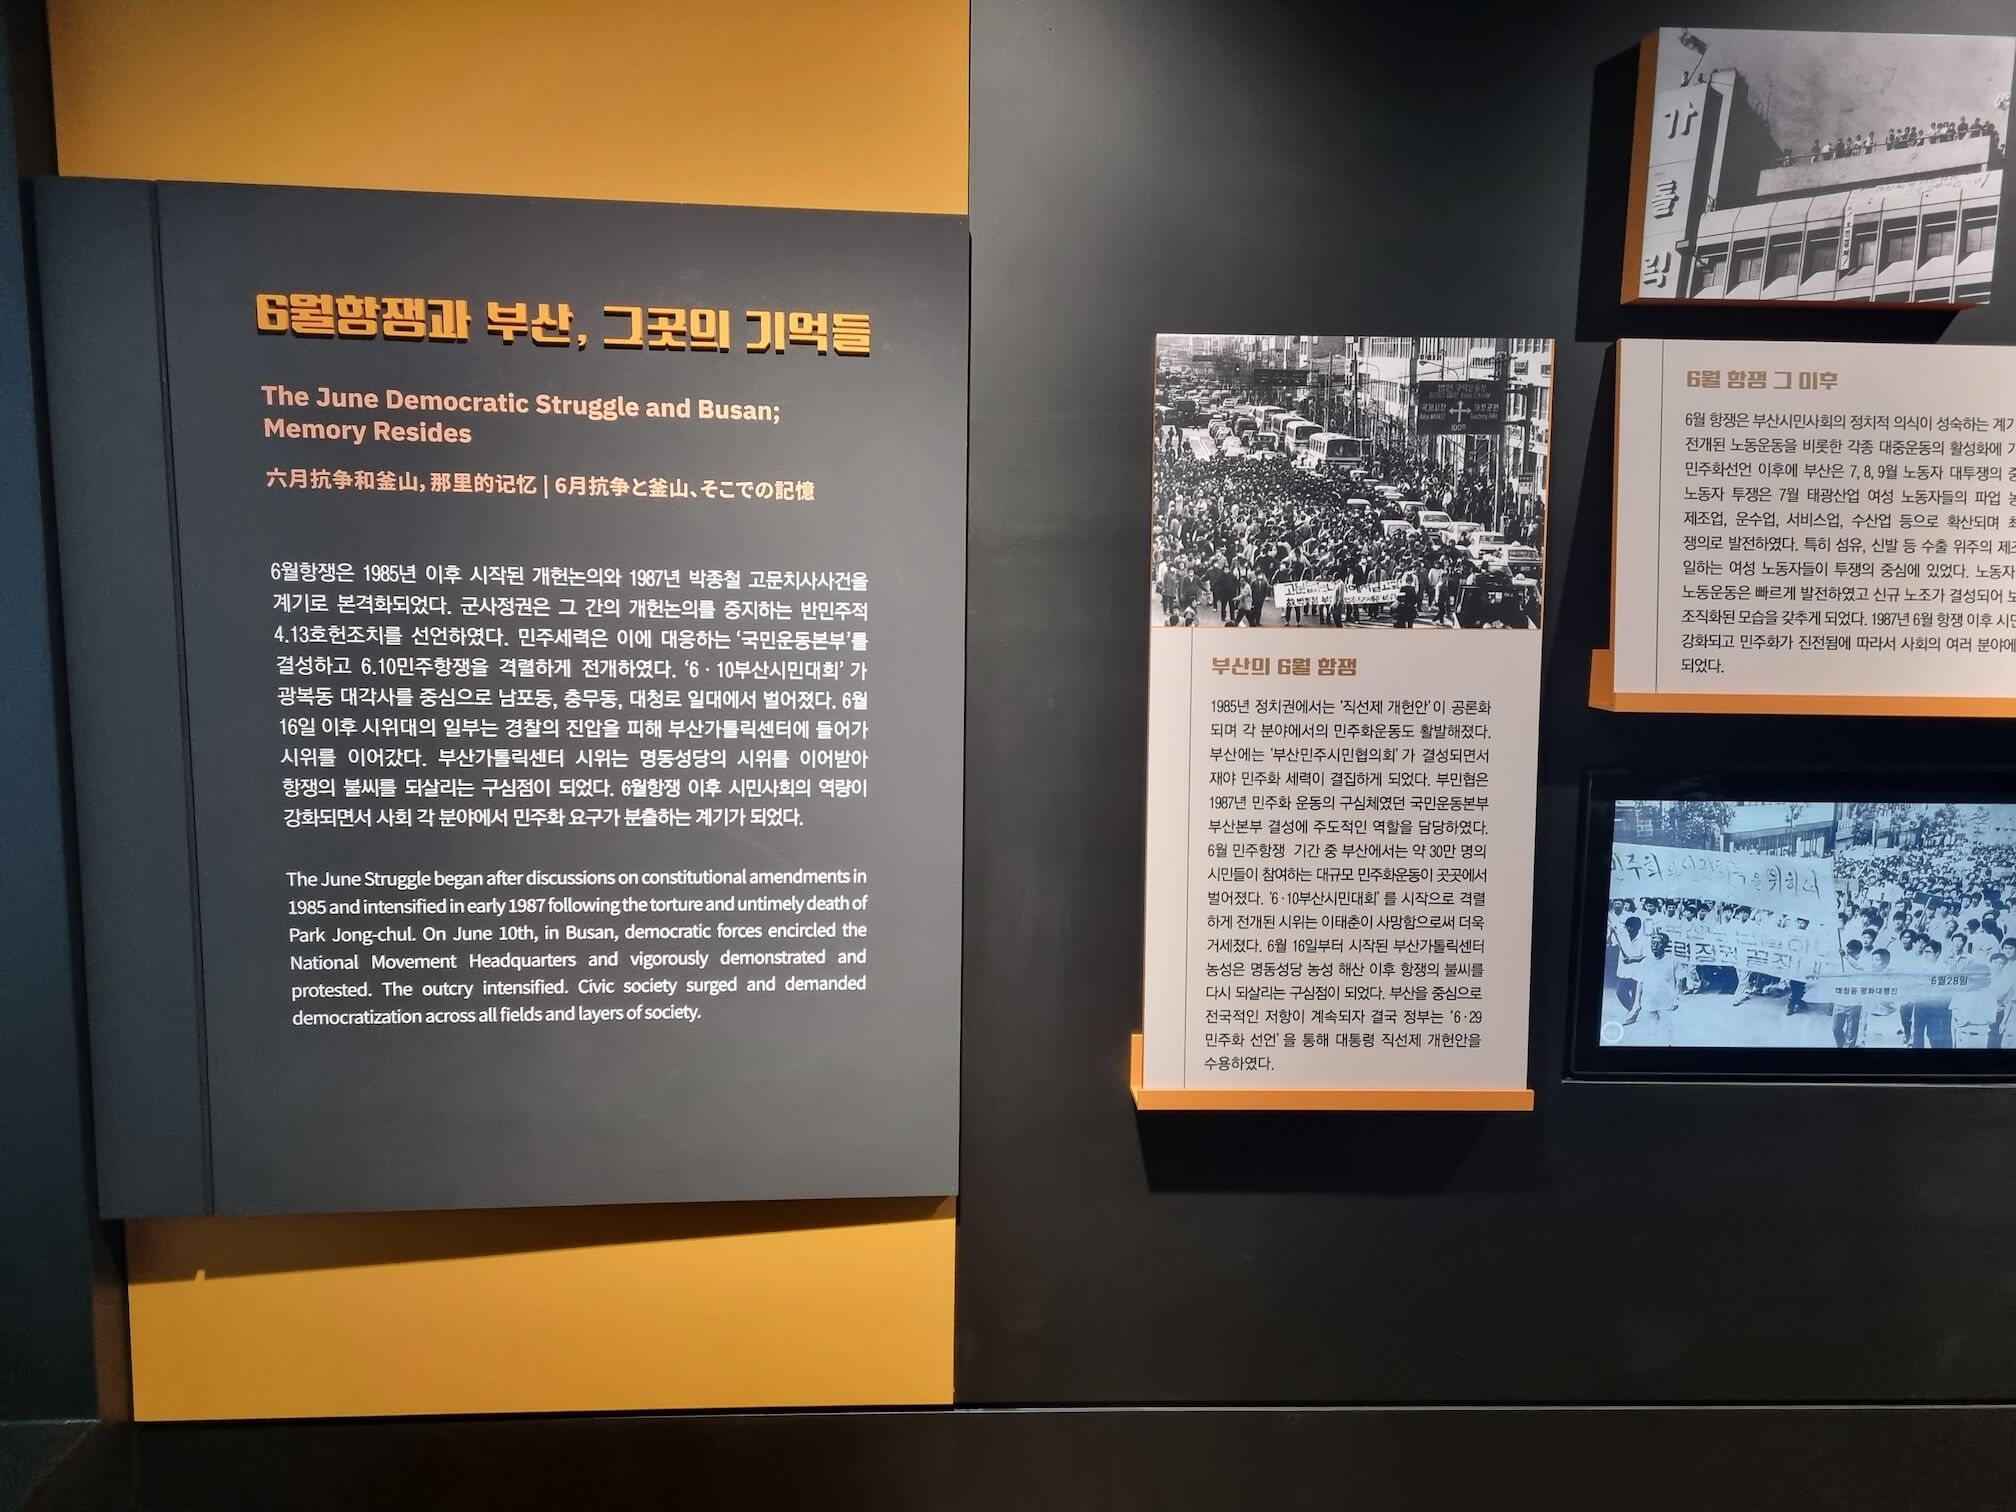 6월항쟁과 부산, 그곳의 기억들
The June Democratic Struggle and Busan;
Memory Resides
六月抗争和釜山，那里的记忆 | 6月抗争と釜山、そこでの記憶
6월항쟁은 1985년 이후 시작된 개헌논의와 1987년 박종철 고문치사사건을
계기로 본격화되었다. 군사정권은 그 간의 개헌논의를 중지하는 반민주적
4.13호헌조치를 선언하였다. 민주세력은 이에 대응하는 ‘국민운동본부’를
결성하고 6.10민주항쟁을 격렬하게 전개하였다. ‘6·10부산시민대회’ 가
광복동 대각사를 중심으로 남포동, 충무동, 대청로 일대에서 벌어졌다. 6월
16일 이후 시위대의 일부는 경찰의 진압을 피해 부산가톨릭센터에 들어가
시위를 이어갔다. 부산가톨릭센터 시위는 명동성당의 시위를 이어받아
항쟁의 불씨를 되살리는 구심점이 되었다. 6월항쟁 이후 시민사회의 역량이
강화되면서 사회 각 분야에서 민주화 요구가 분출하는 계기가 되었다.
The June Struggle began after discussions on constitutional amendments in
1985 and intensified in early 1987 following the torture and untimely death of
Park Jong-chul. On June 10th, in Busan, democratic forces encircled the
National Movement Headquarters and vigorously demonstrated and
protested. The outcry intensified. Civic society surged and demanded
democratization across all fields and layers of society.
국제시장
대청공원
100m
부산의 6월 항쟁
1985년 정치권에서는 ‘직선제 개헌안’이 공론화
되며 각 분야에서의 민주화운동도 활발해졌다.
부산에는 ‘부산민주시민협의회’ 가 결성되면서
재야 민주화 세력이 결집하게 되었다. 부민협은
1987년 민주화 운동의 구심체였던 국민운동본부
부산본부 결성에 주도적인 역할을 담당하였다.
6월 민주항쟁 기간 중 부산에서는 약 30만 명의
시민들이 참여하는 대규모 민주화운동이 곳곳에서
벌어졌다. ‘6·10부산시민대회’ 를 시작으로 격렬
하게 전개된 시위는 이태춘이 사망함으로써 더욱
거세졌다. 6월 16일부터 시작된 부산가톨릭센터
농성은 명동성당 농성 해산 이후 항쟁의 불씨를
다시 되살리는 구심점이 되었다. 부산을 중심으로
전국적인 저항이 계속되자 결국 정부는 ‘6·29
민주화 선언’ 을 통해 대통령 직선제 개헌안을
수용하였다.
가톨릭
6월 항쟁 그 이후
6월 항쟁은 부산시민사회의 정치적 의식이 성숙하는 계기
전개된 노동운동을 비롯한 각종 대중운동의 활성화에
민주화선언 이후에 부산은 7, 8, 9월 노동자 대투쟁의
노동자 투쟁은 7월 태광산업 여성 노동자들의 파업
제조업, 운수업, 서비스업, 수산업 등으로 확산되며
쟁의로 발전하였다. 특히 섬유, 신발 등 수출 위주의
일하는 여성 노동자들이 투쟁의 중심에 있었다. 노동자
노동운동은 빠르게 발전하였고 신규 노조가 결성되어
조직화된 모습을 갖추게 되었다. 1987년 6월 항쟁 이후
강화되고 민주화가 진전됨에 따라서 사회의 여러 분야에
되었다.
6월28일
대청동 평화대행진